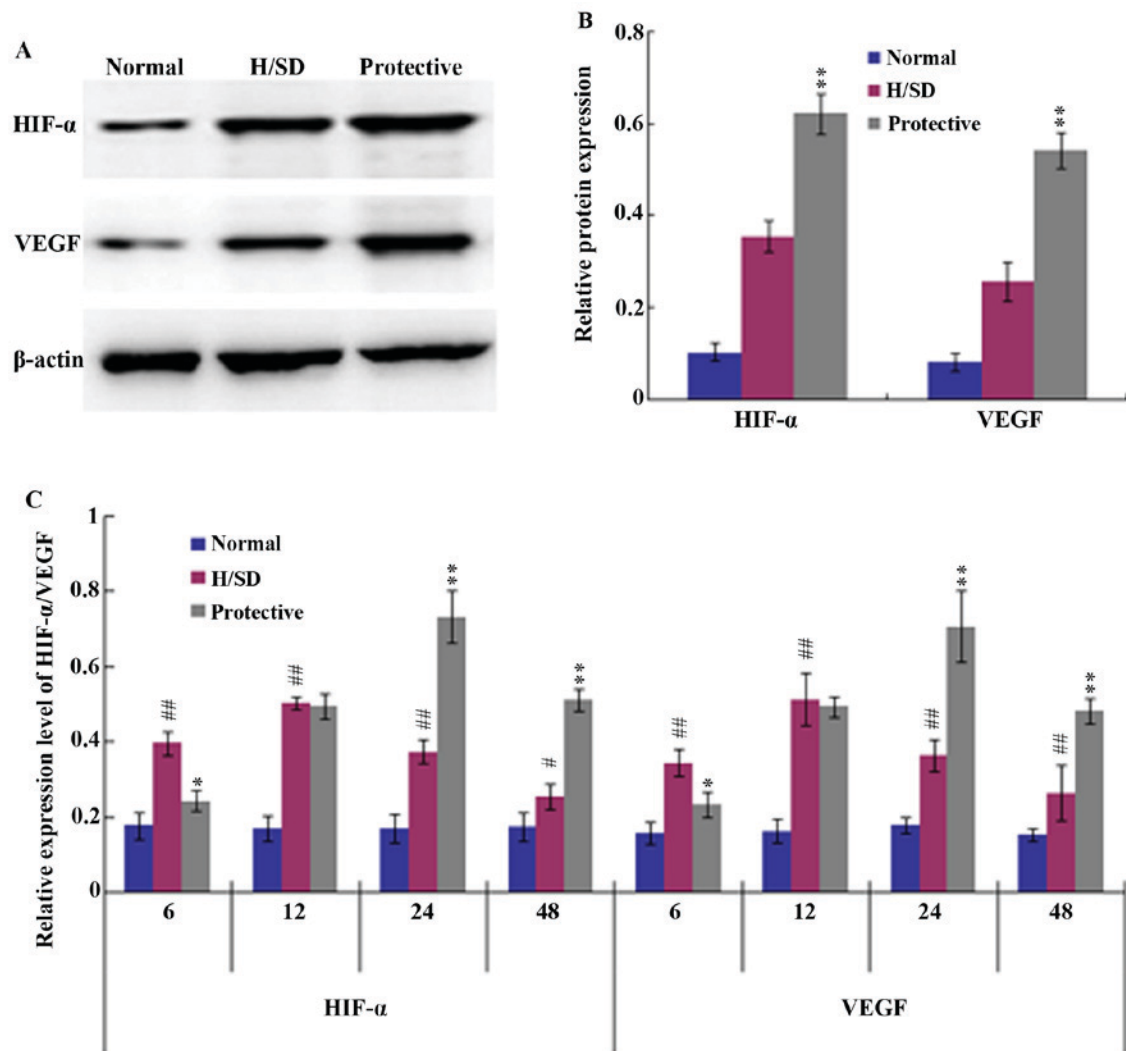 A
Normal H/SD Protective
HIF-α
VEGF
β-actin
B
Relative protein expression
0.8
0.6
0.4
0.2
0
Normal
H/SD
Protective
**
**
HIF-α VEGF
C
Relative expression level of HIF-α/VEGF
1
0.8
0.6
0.4
0.2
0
Normal
H/SD
Protective
##
*
##
##
**
#
**
##
*
##
##
**
##
**
6 12 24 48 6 12 24 48
HIF-α VEGF